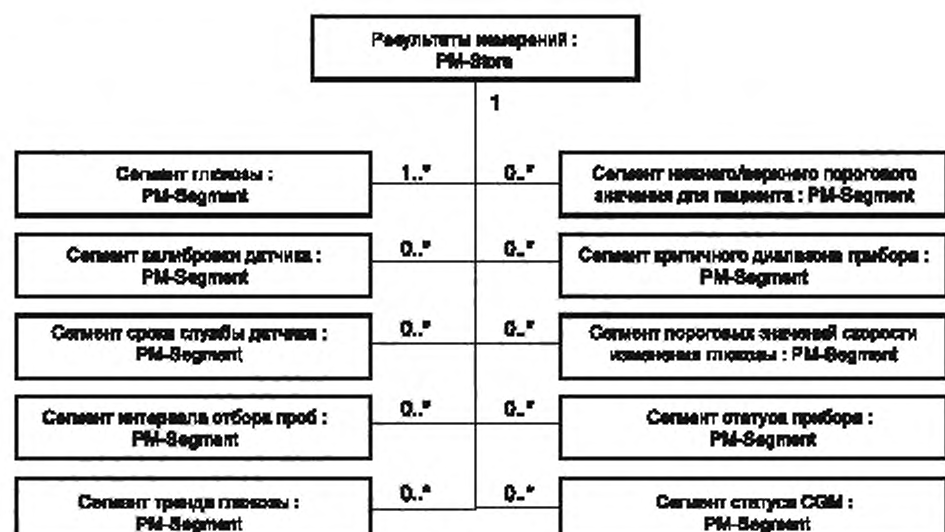 Результаты измерений :
PM-Store
1
Сегмент глюкозы :
PM-Segment
1..*
0..*
Сегмент нижнего/верхнего порогового
значения для пациента : PM-Segment
Сегмент калибровки датчика :
PM-Segment
0..*
0..*
Сегмент критичного диапазона прибора :
PM-Segment
Сегмент срока службы датчика :
PM-Segment
0..*
0..*
Сегмент пороговых значений скорости
изменения глюкозы : PM-Segment
Сегмент интервала отбора проб :
PM-Segment
0..*
0..*
Сегмент статуса прибора :
PM-Segment
Сегмент тренда глюкозы :
PM-Segment
0..*
0..*
Сегмент статуса CGM :
PM-Segment